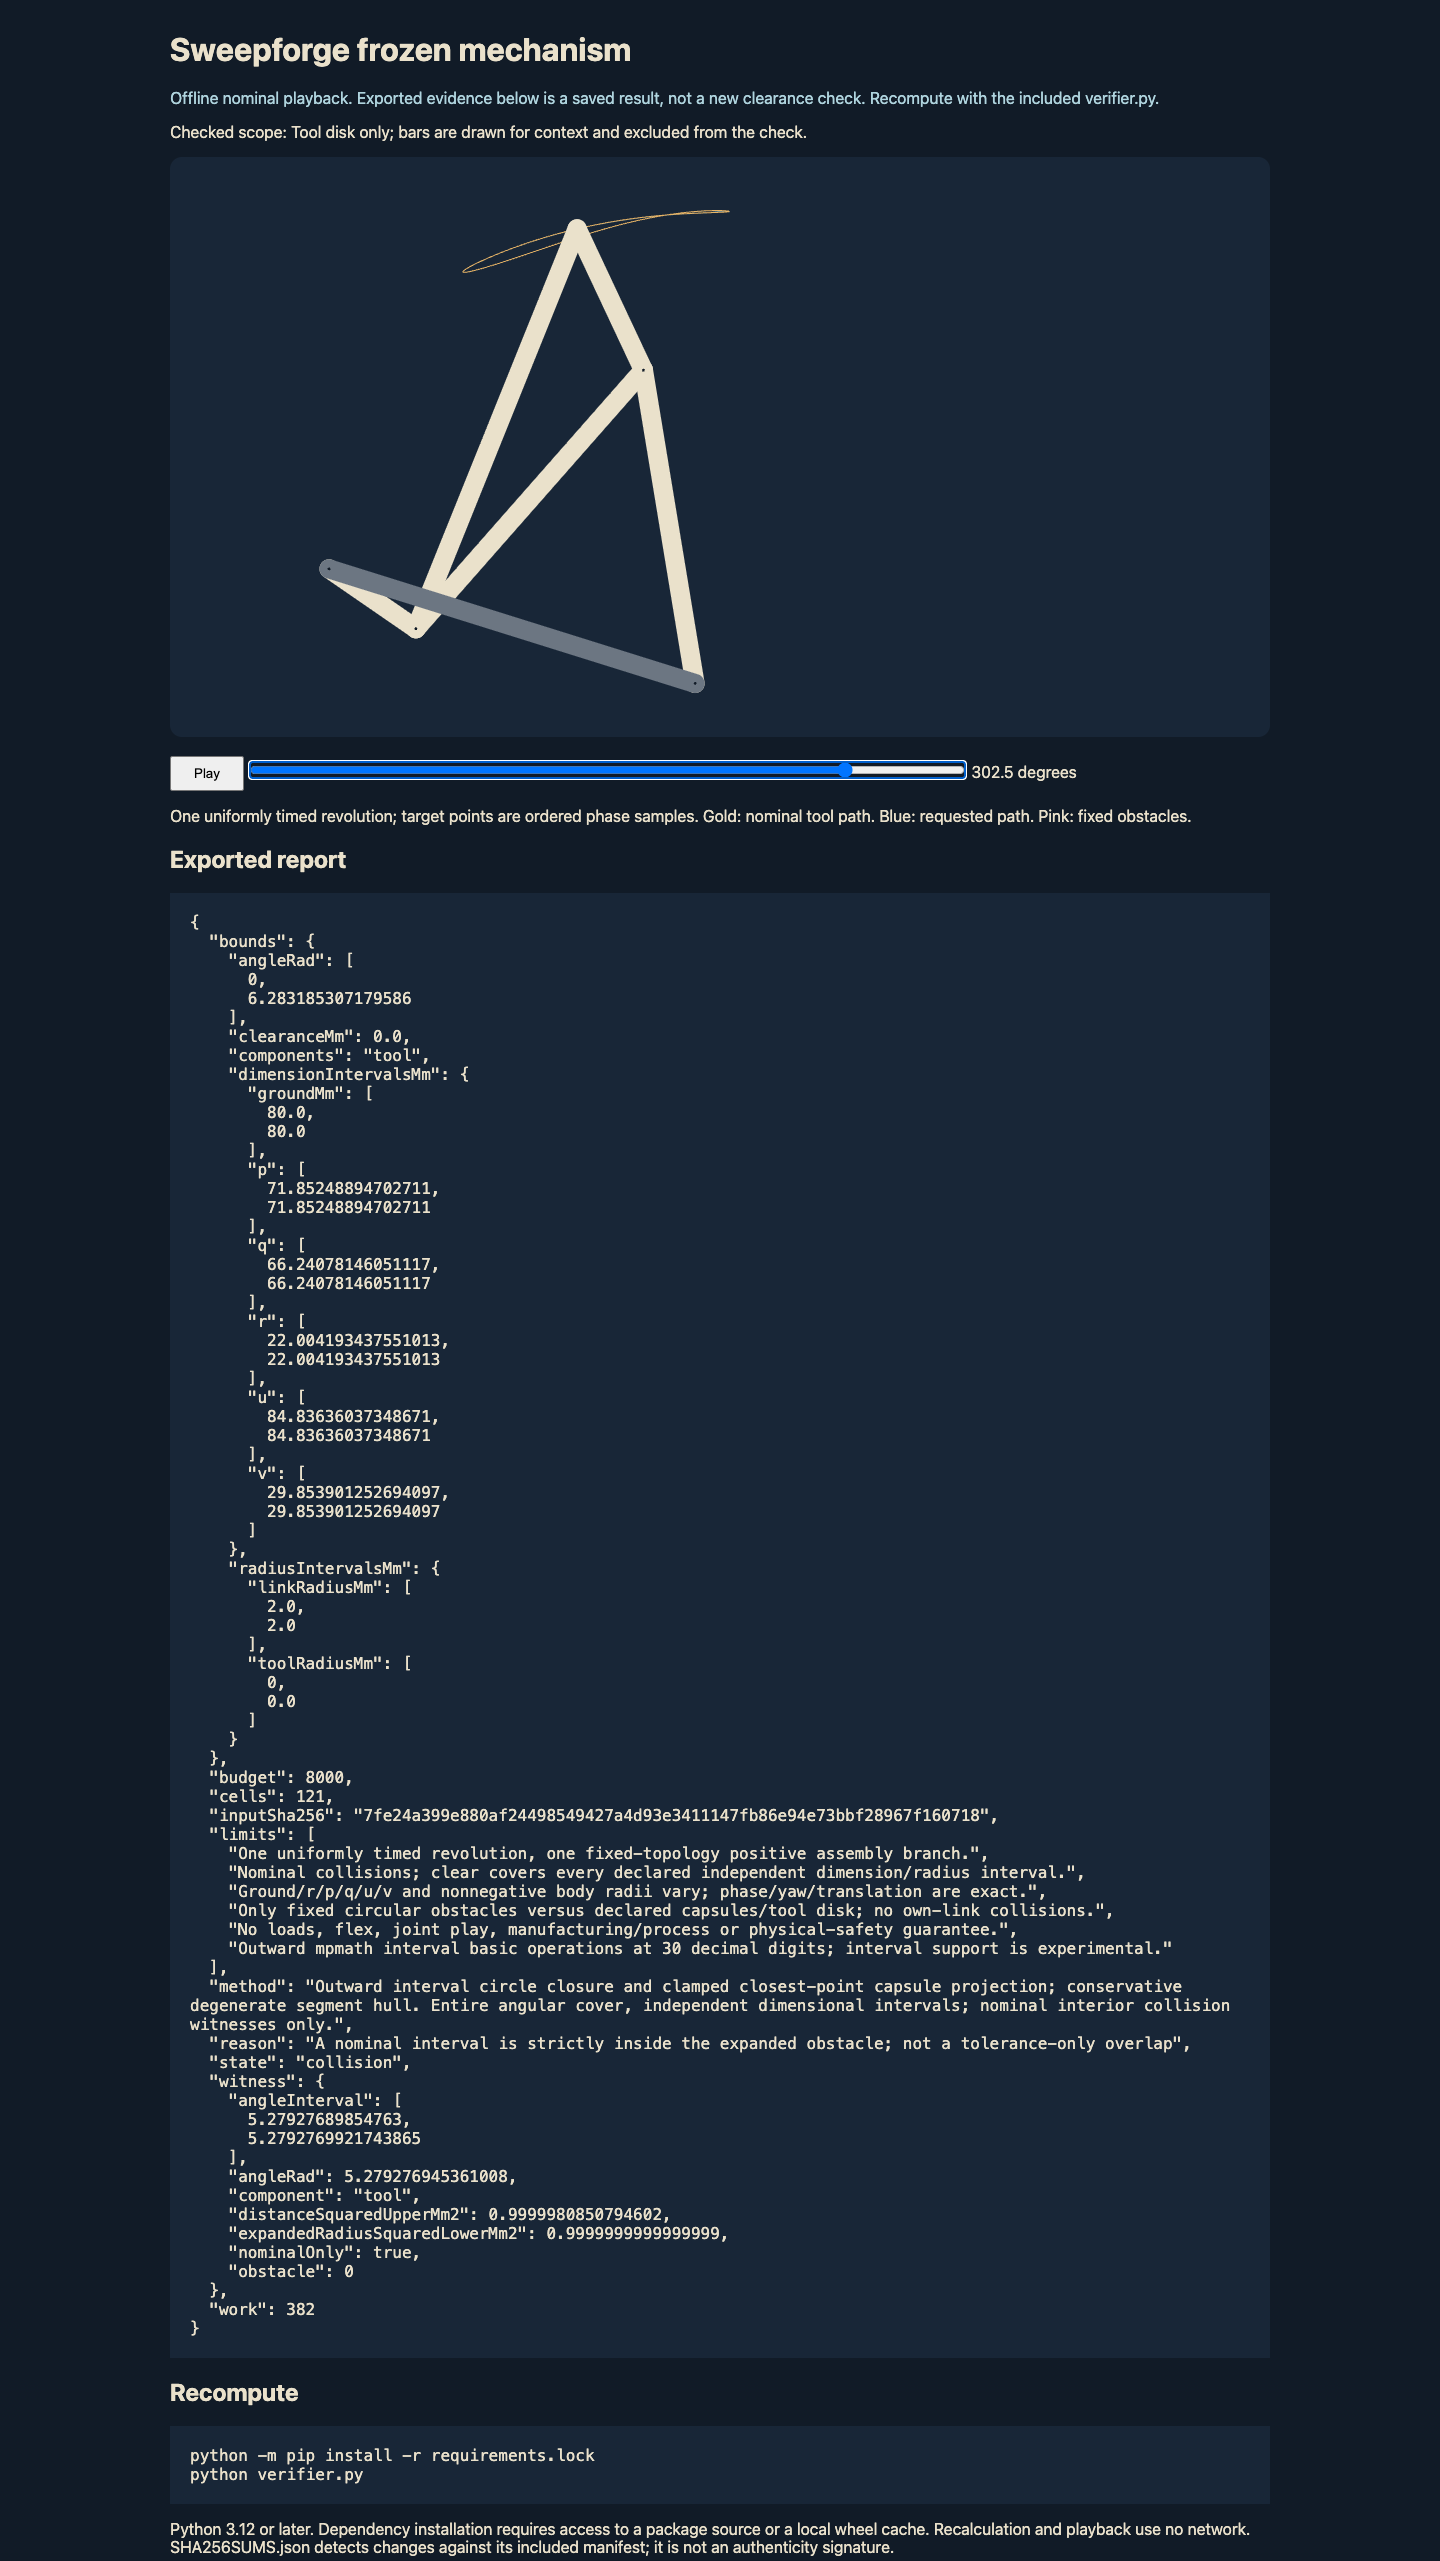 Sweepforge frozen mechanism
Offline nominal playback. Exported evidence below is a saved result, not a new clearance check. Recompute with the included verifier.py.
Checked scope: Tool disk only; bars are drawn for context and excluded from the check.
Play
302.5 degrees
One uniformly timed revolution; target points are ordered phase samples. Gold: nominal tool path. Blue: requested path. Pink: fixed obstacles.
Exported report
{
  "bounds": {
    "angleRad": [
      0,
      6.283185307179586
    ],
    "clearanceMm": 0.0,
    "components": "tool",
    "dimensionIntervalsMm": {
      "groundMm": [
        80.0,
        80.0
      ],
      "p": [
        71.85248894702711,
        71.85248894702711
      ],
      "q": [
        66.24078146051117,
        66.24078146051117
      ],
      "r": [
        22.004193437551013,
        22.004193437551013
      ],
      "u": [
        84.83636037348671,
        84.83636037348671
      ],
      "v": [
        29.853901252694097,
        29.853901252694097
      ]
    },
    "radiusIntervalsMm": {
      "linkRadiusMm": [
        2.0,
        2.0
      ],
      "toolRadiusMm": [
        0,
        0.0
      ]
    }
  },
  "budget": 8000,
  "cells": 121,
  "inputSha256": "7fe24a399e880af24498549427a4d93e3411147fb86e94e73bbf28967f160718",
  "limits": [
    "One uniformly timed revolution, one fixed-topology positive assembly branch.",
    "Nominal collisions; clear covers every declared independent dimension/radius interval.",
    "Ground/r/p/q/u/v and nonnegative body radii vary; phase/yaw/translation are exact.",
    "Only fixed circular obstacles versus declared capsules/tool disk; no own-link collisions.",
    "No loads, flex, joint play, manufacturing/process or physical-safety guarantee.",
    "Outward mpmath interval basic operations at 30 decimal digits; interval support is experimental."
  ],
  "method": "Outward interval circle closure and clamped closest-point capsule projection; conservative
degenerate segment hull. Entire angular cover, independent dimensional intervals; nominal interior collision
witnesses only.",
  "reason": "A nominal interval is strictly inside the expanded obstacle; not a tolerance-only overlap",
  "state": "collision",
  "witness": {
    "angleInterval": [
      5.27927689854763,
      5.2792769921743865
    ],
    "angleRad": 5.279276945361008,
    "component": "tool",
    "distanceSquaredUpperMm2": 0.9999980850794602,
    "expandedRadiusSquaredLowerMm2": 0.9999999999999999,
    "nominalOnly": true,
    "obstacle": 0
  },
  "work": 382
}
Recompute
python -m pip install -r requirements.lock
python verifier.py
Python 3.12 or later. Dependency installation requires access to a package source or a local wheel cache. Recalculation and playback use no network.
SHA256SUMS.json detects changes against its included manifest; it is not an authenticity signature.